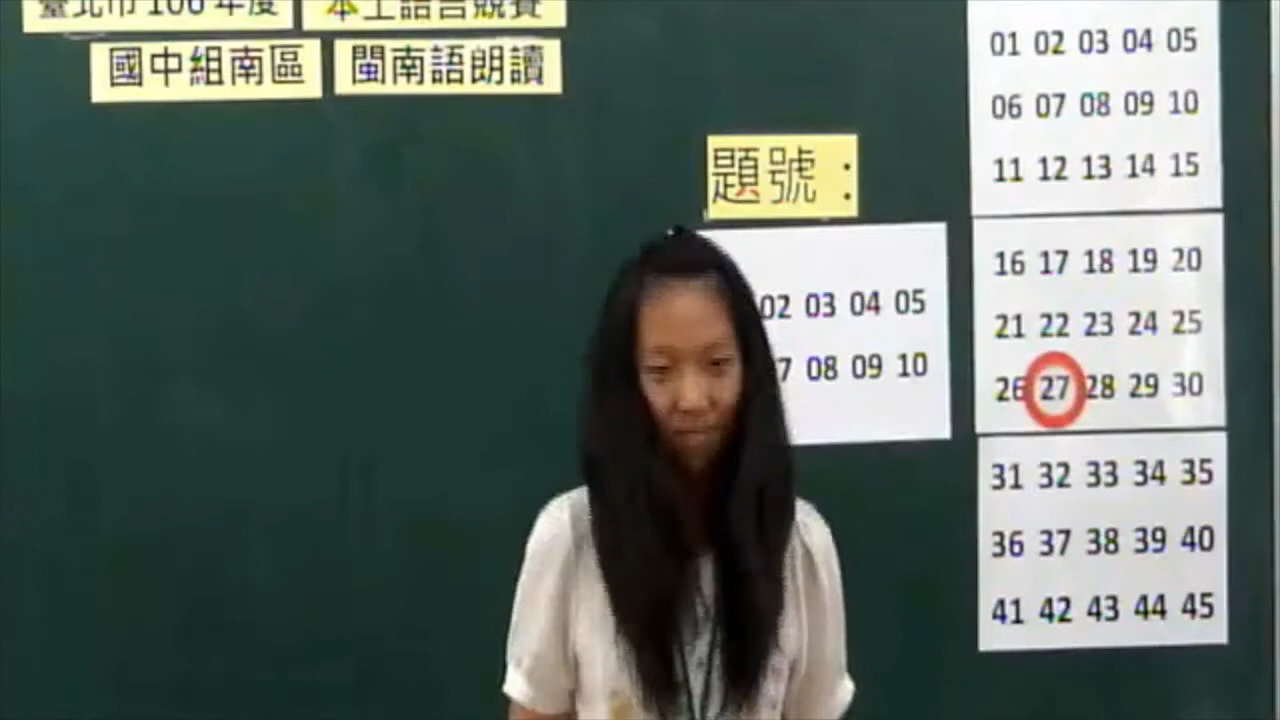 臺北市 106 年度 本土語言競賽
國中組南區 閩南語朗讀
題號：
02 03 04 05
7 08 09 10
01 02 03 04 05
06 07 08 09 10
11 12 13 14 15
16 17 18 19 20
21 22 23 24 25
26 27 28 29 30
31 32 33 34 35
36 37 38 39 40
41 42 43 44 45